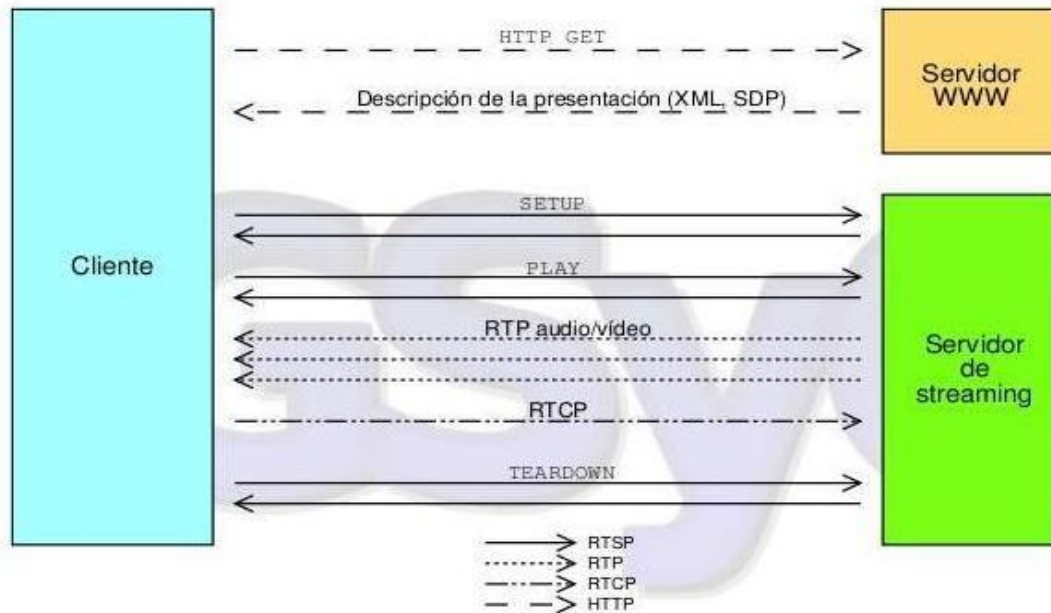 HTTP GET
Descripción de la presentación (XML, SDP)
Servidor
WWW
Cliente
SETUP
PLAY
RTP audio/vídeo
RTCP
TEARDOWN
Servidor
de
streaming
RTSP
RTP
RTCP
HTTP
GSyC